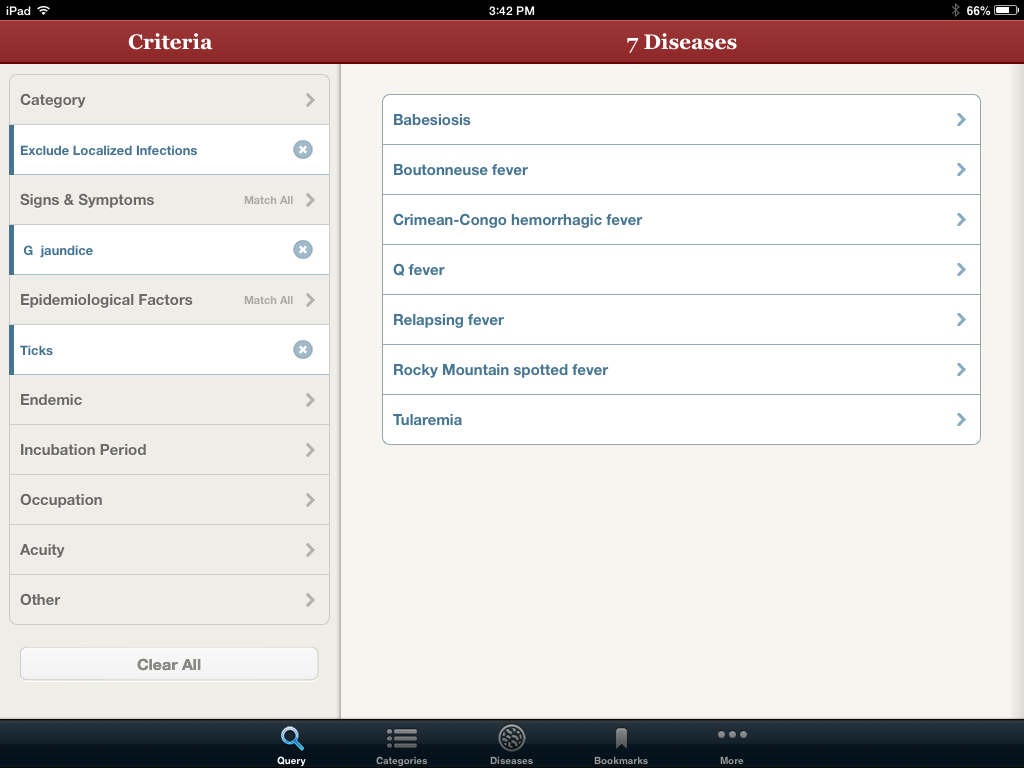 iPad 3:42 PM 66%
Criteria
7 Diseases
Category
Exclude Localized Infections
Signs & Symptoms Match All
G jaundice
Epidemiological Factors Match All
Ticks
Endemic
Incubation Period
Occupation
Acuity
Other
Clear All
Babesiosis
Boutonneuse fever
Crimean-Congo hemorrhagic fever
Q fever
Relapsing fever
Rocky Mountain spotted fever
Tularemia
Query Categories Diseases Bookmarks More